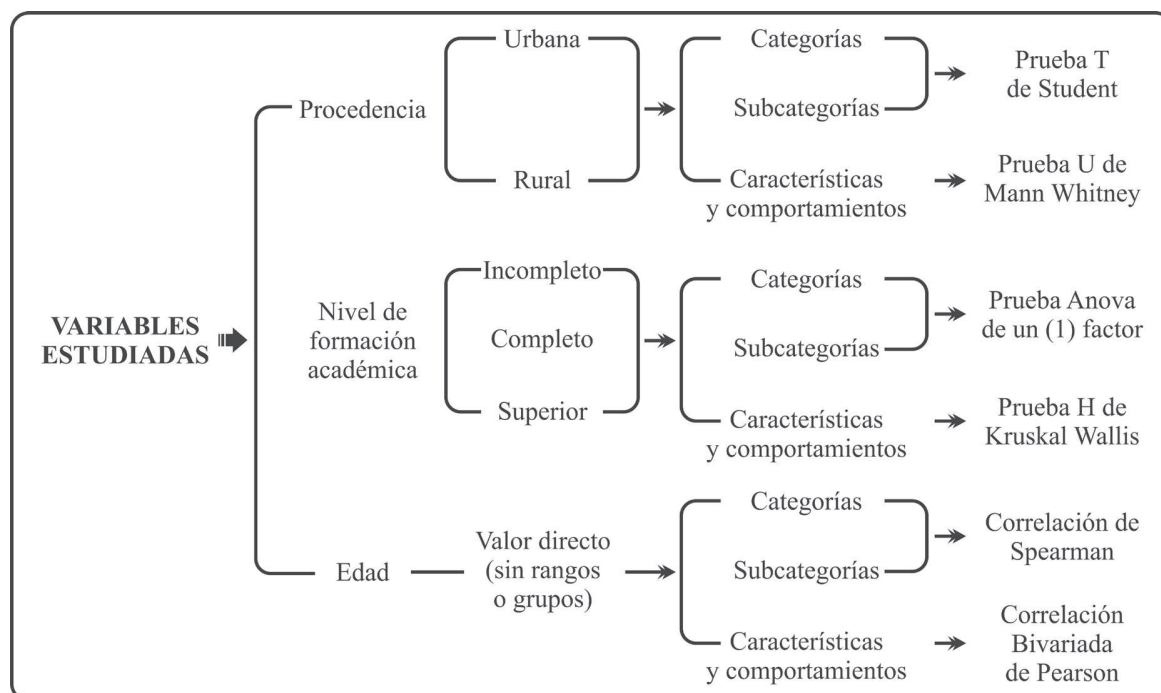 VARIABLES
ESTUDIADAS
Procedencia
Urbana
Rural
Categorías
Subcategorías
Prueba T
de Student
Características
y comportamientos
Prueba U de
Mann Whitney
Nivel de
formación
académica
Incompleto
Completo
Superior
Categorías
Subcategorías
Prueba Anova
de un (1) factor
Características
y comportamientos
Prueba H de
Kruskal Wallis
Edad
Valor directo
(sin rangos
o grupos)
Categorías
Subcategorías
Correlación de
Spearman
Características
y comportamientos
Correlación
Bivariada
de Pearson